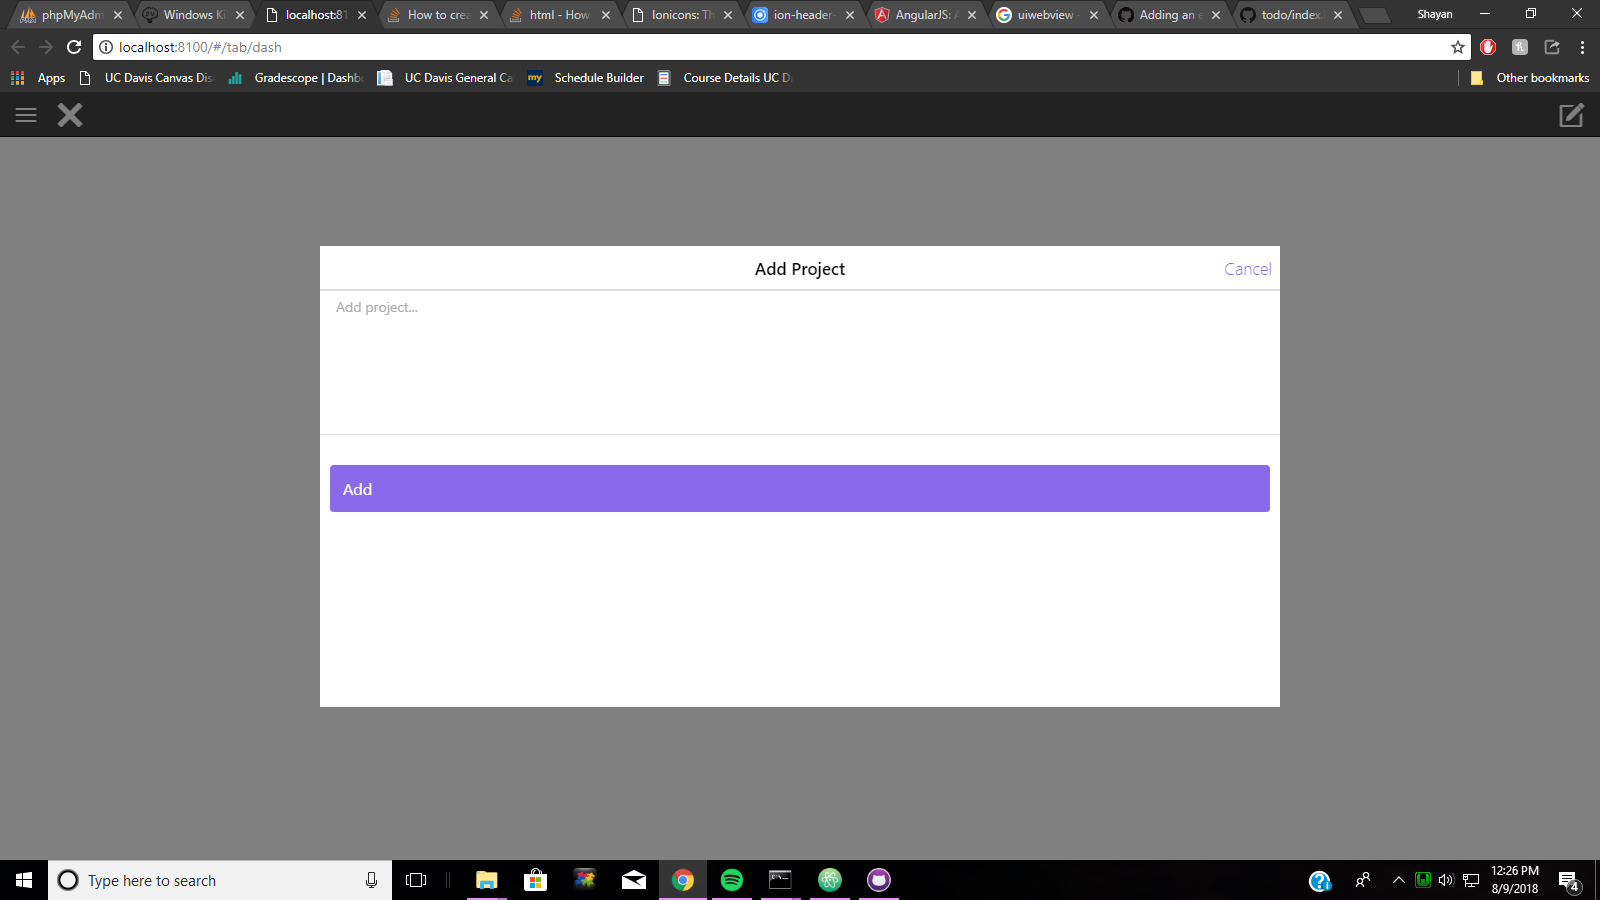 phpMyAdm
Windows Ki
localhost:81
How to crea
html - How
Ionicons: Th
ion-header-
AngularJS: A
uiwebview -
Adding an e
todo/index.
Shayan
localhost:8100/#/tab/dash
Apps
UC Davis Canvas Dis
Gradescope | Dashb
UC Davis General Ca
my
Schedule Builder
Course Details UC D
Other bookmarks
Add Project
Cancel
Add project...
Add
Type here to search
12:26 PM
8/9/2018
4